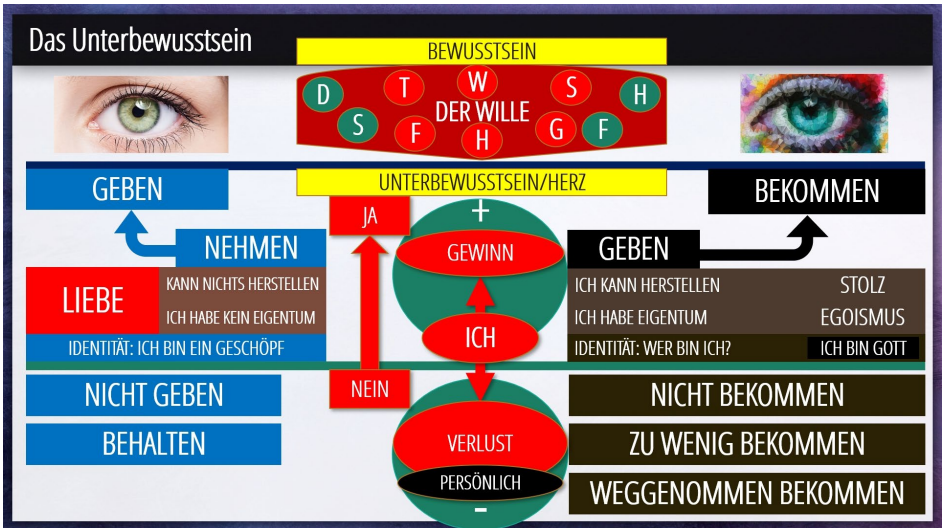 Das Unterbewusstsein
BEWUSSTSEIN
D
T
W
S
H
DER WILLE
S
F
H
G
F
UNTERBEWUSSTSEIN/HERZ
GEBEN
NEHMEN
LIEBE
KANN NICHTS HERSTELLEN
ICH HABE KEIN EIGENTUM
IDENTITÄT: ICH BIN EIN GESCHÖPF
NICHT GEBEN
BEHALTEN
JA
NEIN
+
GEWINN
ICH
VERLUST
PERSÖNLICH
-
BEKOMMEN
GEBEN
ICH KANN HERSTELLEN
STOLZ
ICH HABE EIGENTUM
EGOISMUS
IDENTITÄT: WER BIN ICH?
ICH BIN GOTT
NICHT BEKOMMEN
ZU WENIG BEKOMMEN
WEGGENOMMEN BEKOMMEN